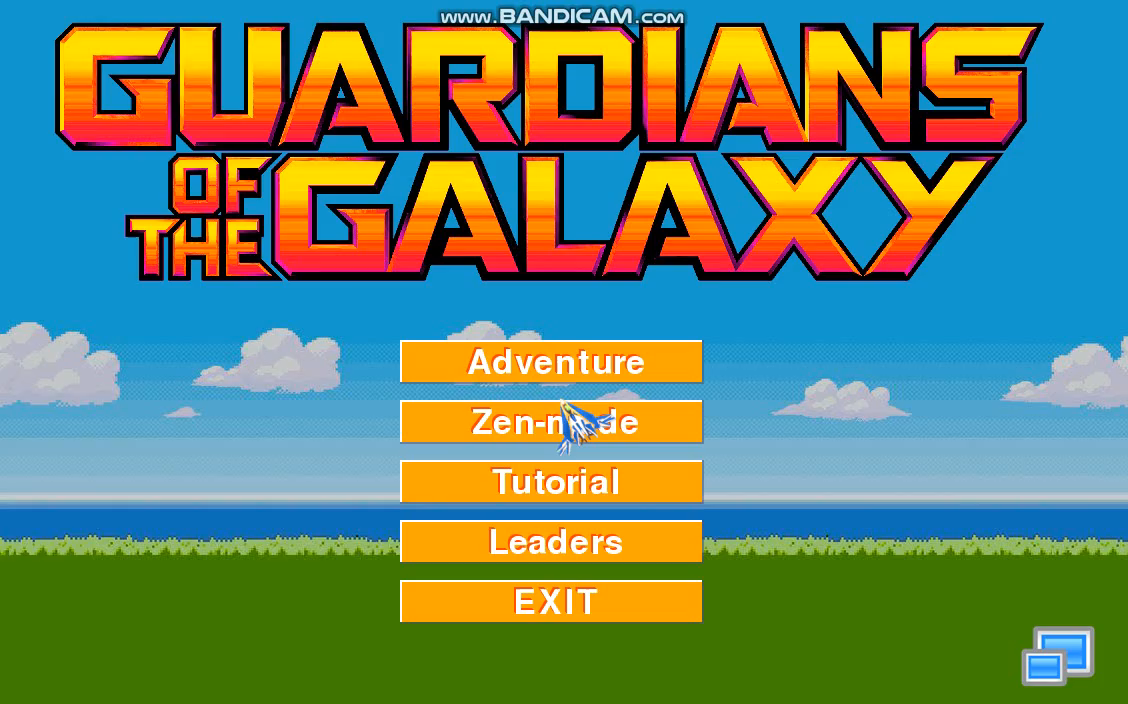 www.BANDICAM.com
GUARDIANS
OF
THE
GALAXY
Adventure
Tutorial
Leaders
EXIT